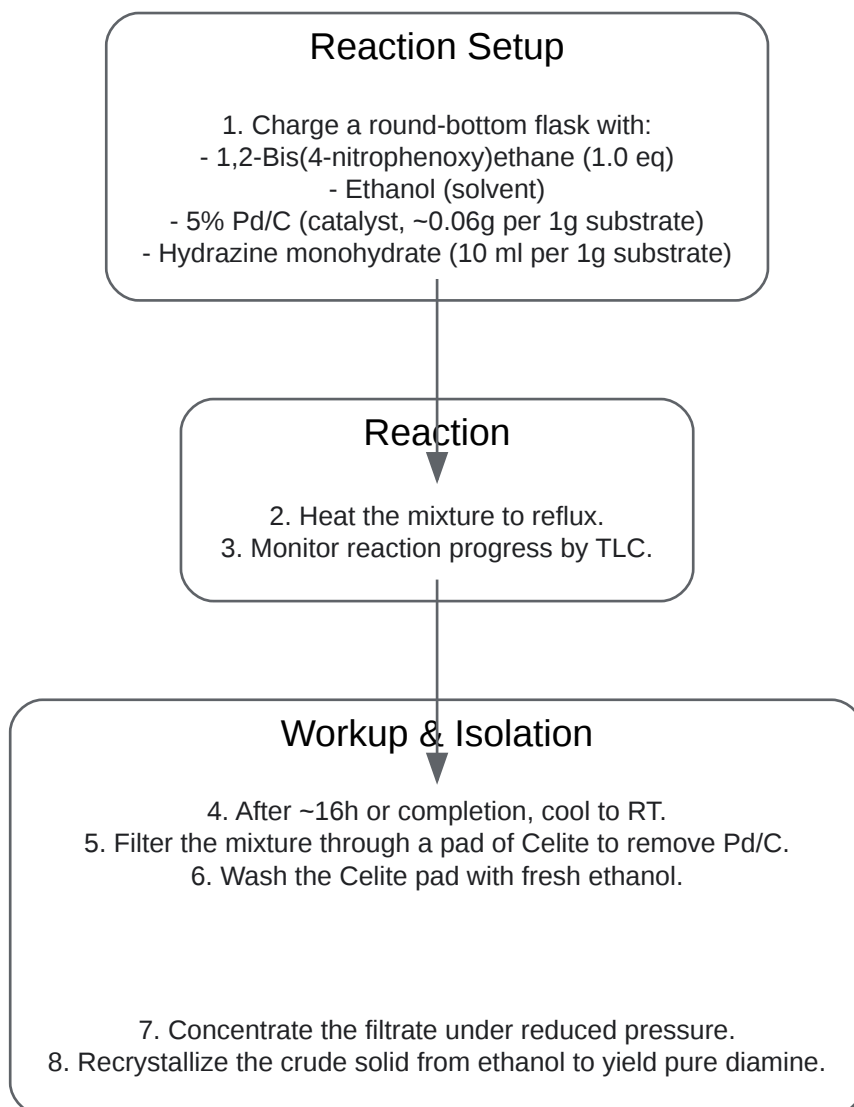 Reaction Setup
1. Charge a round-bottom flask with:
- 1,2-Bis(4-nitrophenoxy)ethane (1.0 eq)
- Ethanol (solvent)
- 5% Pd/C (catalyst, ~0.06g per 1g substrate)
- Hydrazine monohydrate (10 ml per 1g substrate)
Reaction
2. Heat the mixture to reflux.
3. Monitor reaction progress by TLC.
Workup & Isolation
4. After ~16h or completion, cool to RT.
5. Filter the mixture through a pad of Celite to remove Pd/C.
6. Wash the Celite pad with fresh ethanol.
7. Concentrate the filtrate under reduced pressure.
8. Recrystallize the crude solid from ethanol to yield pure diamine.